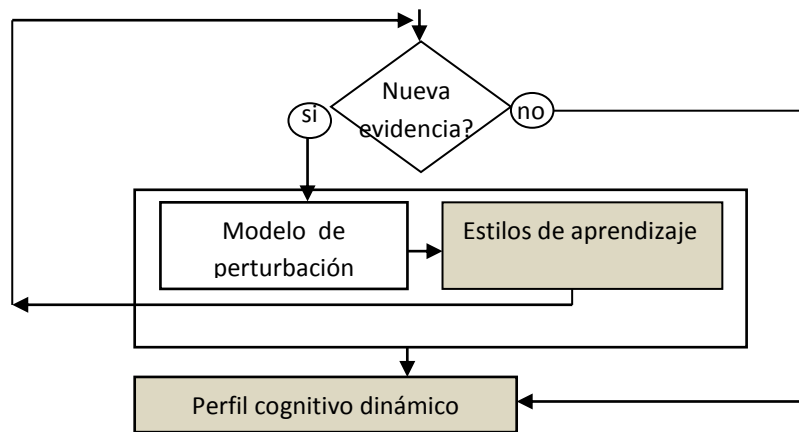 Nueva
evidencia?
si
no
Modelo de
perturbación
Estilos de aprendizaje
Perfil cognitivo dinámico